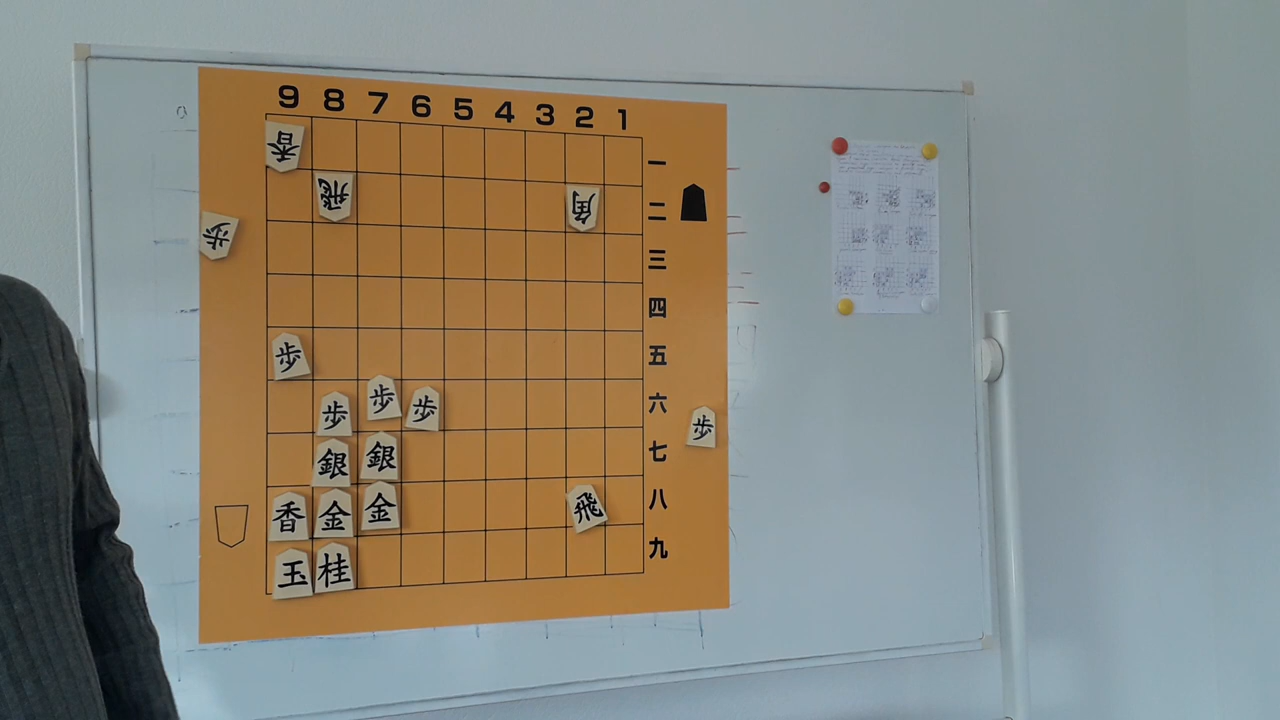 9 8 7 6 5 4 3 2 1
香 一
飛 角 二
歩 三
四
歩 五
歩 歩 歩 六 歩
銀 銀 七
香 金 金 飛 八
玉 桂 九